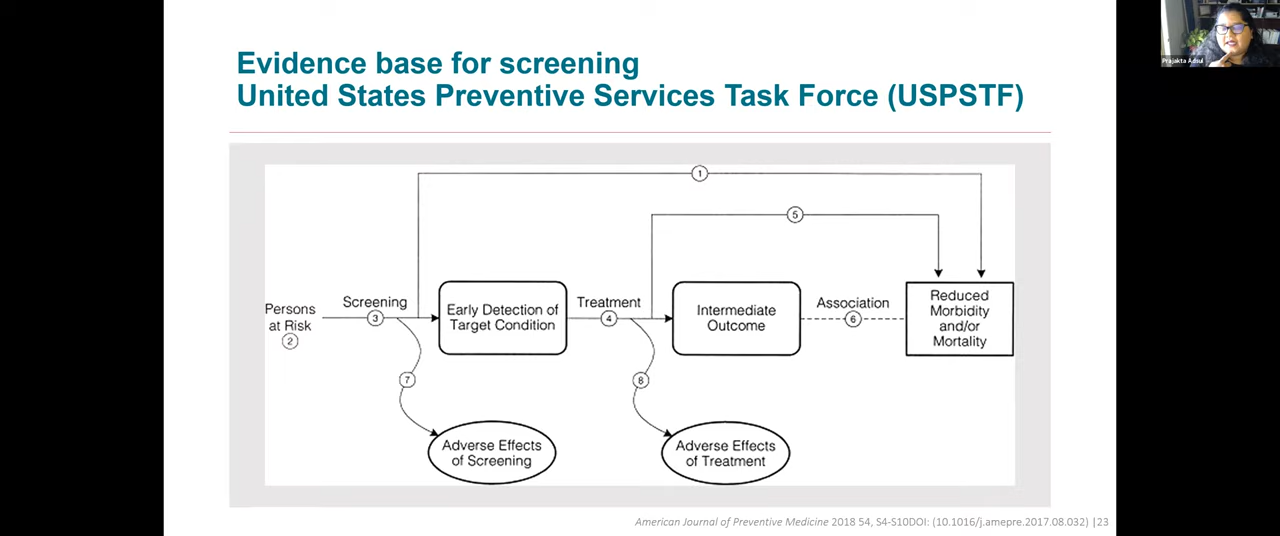 Evidence base for screening
United States Preventive Services Task Force (USPSTF)
Prajakta Adsul
1
5
Persons
at Risk
2
Screening
3
Early Detection of
Target Condition
Treatment
4
Intermediate
Outcome
Association
6
Reduced
Morbidity
and/or
Mortality
7
8
Adverse Effects
of Screening
Adverse Effects
of Treatment
American Journal of Preventive Medicine 2018 54, S4-S10DOI: (10.1016/j.amepre.2017.08.032) |23